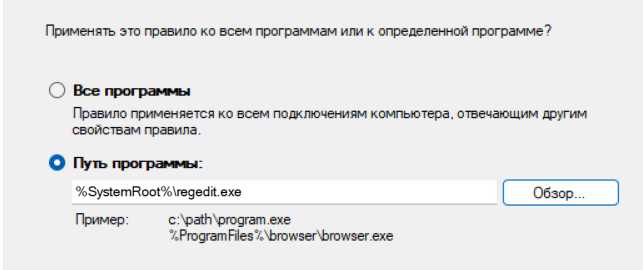 Применять это правило ко всем программам или к определенной программе?
Все программы
Правило применяется ко всем подключениям компьютера, отвечающим другим
свойствам правила.
Путь программы:
%SystemRoot%\regedit.exe
Обзор...
Пример: c:\path\program.exe
%ProgramFiles%\browser\browser.exe